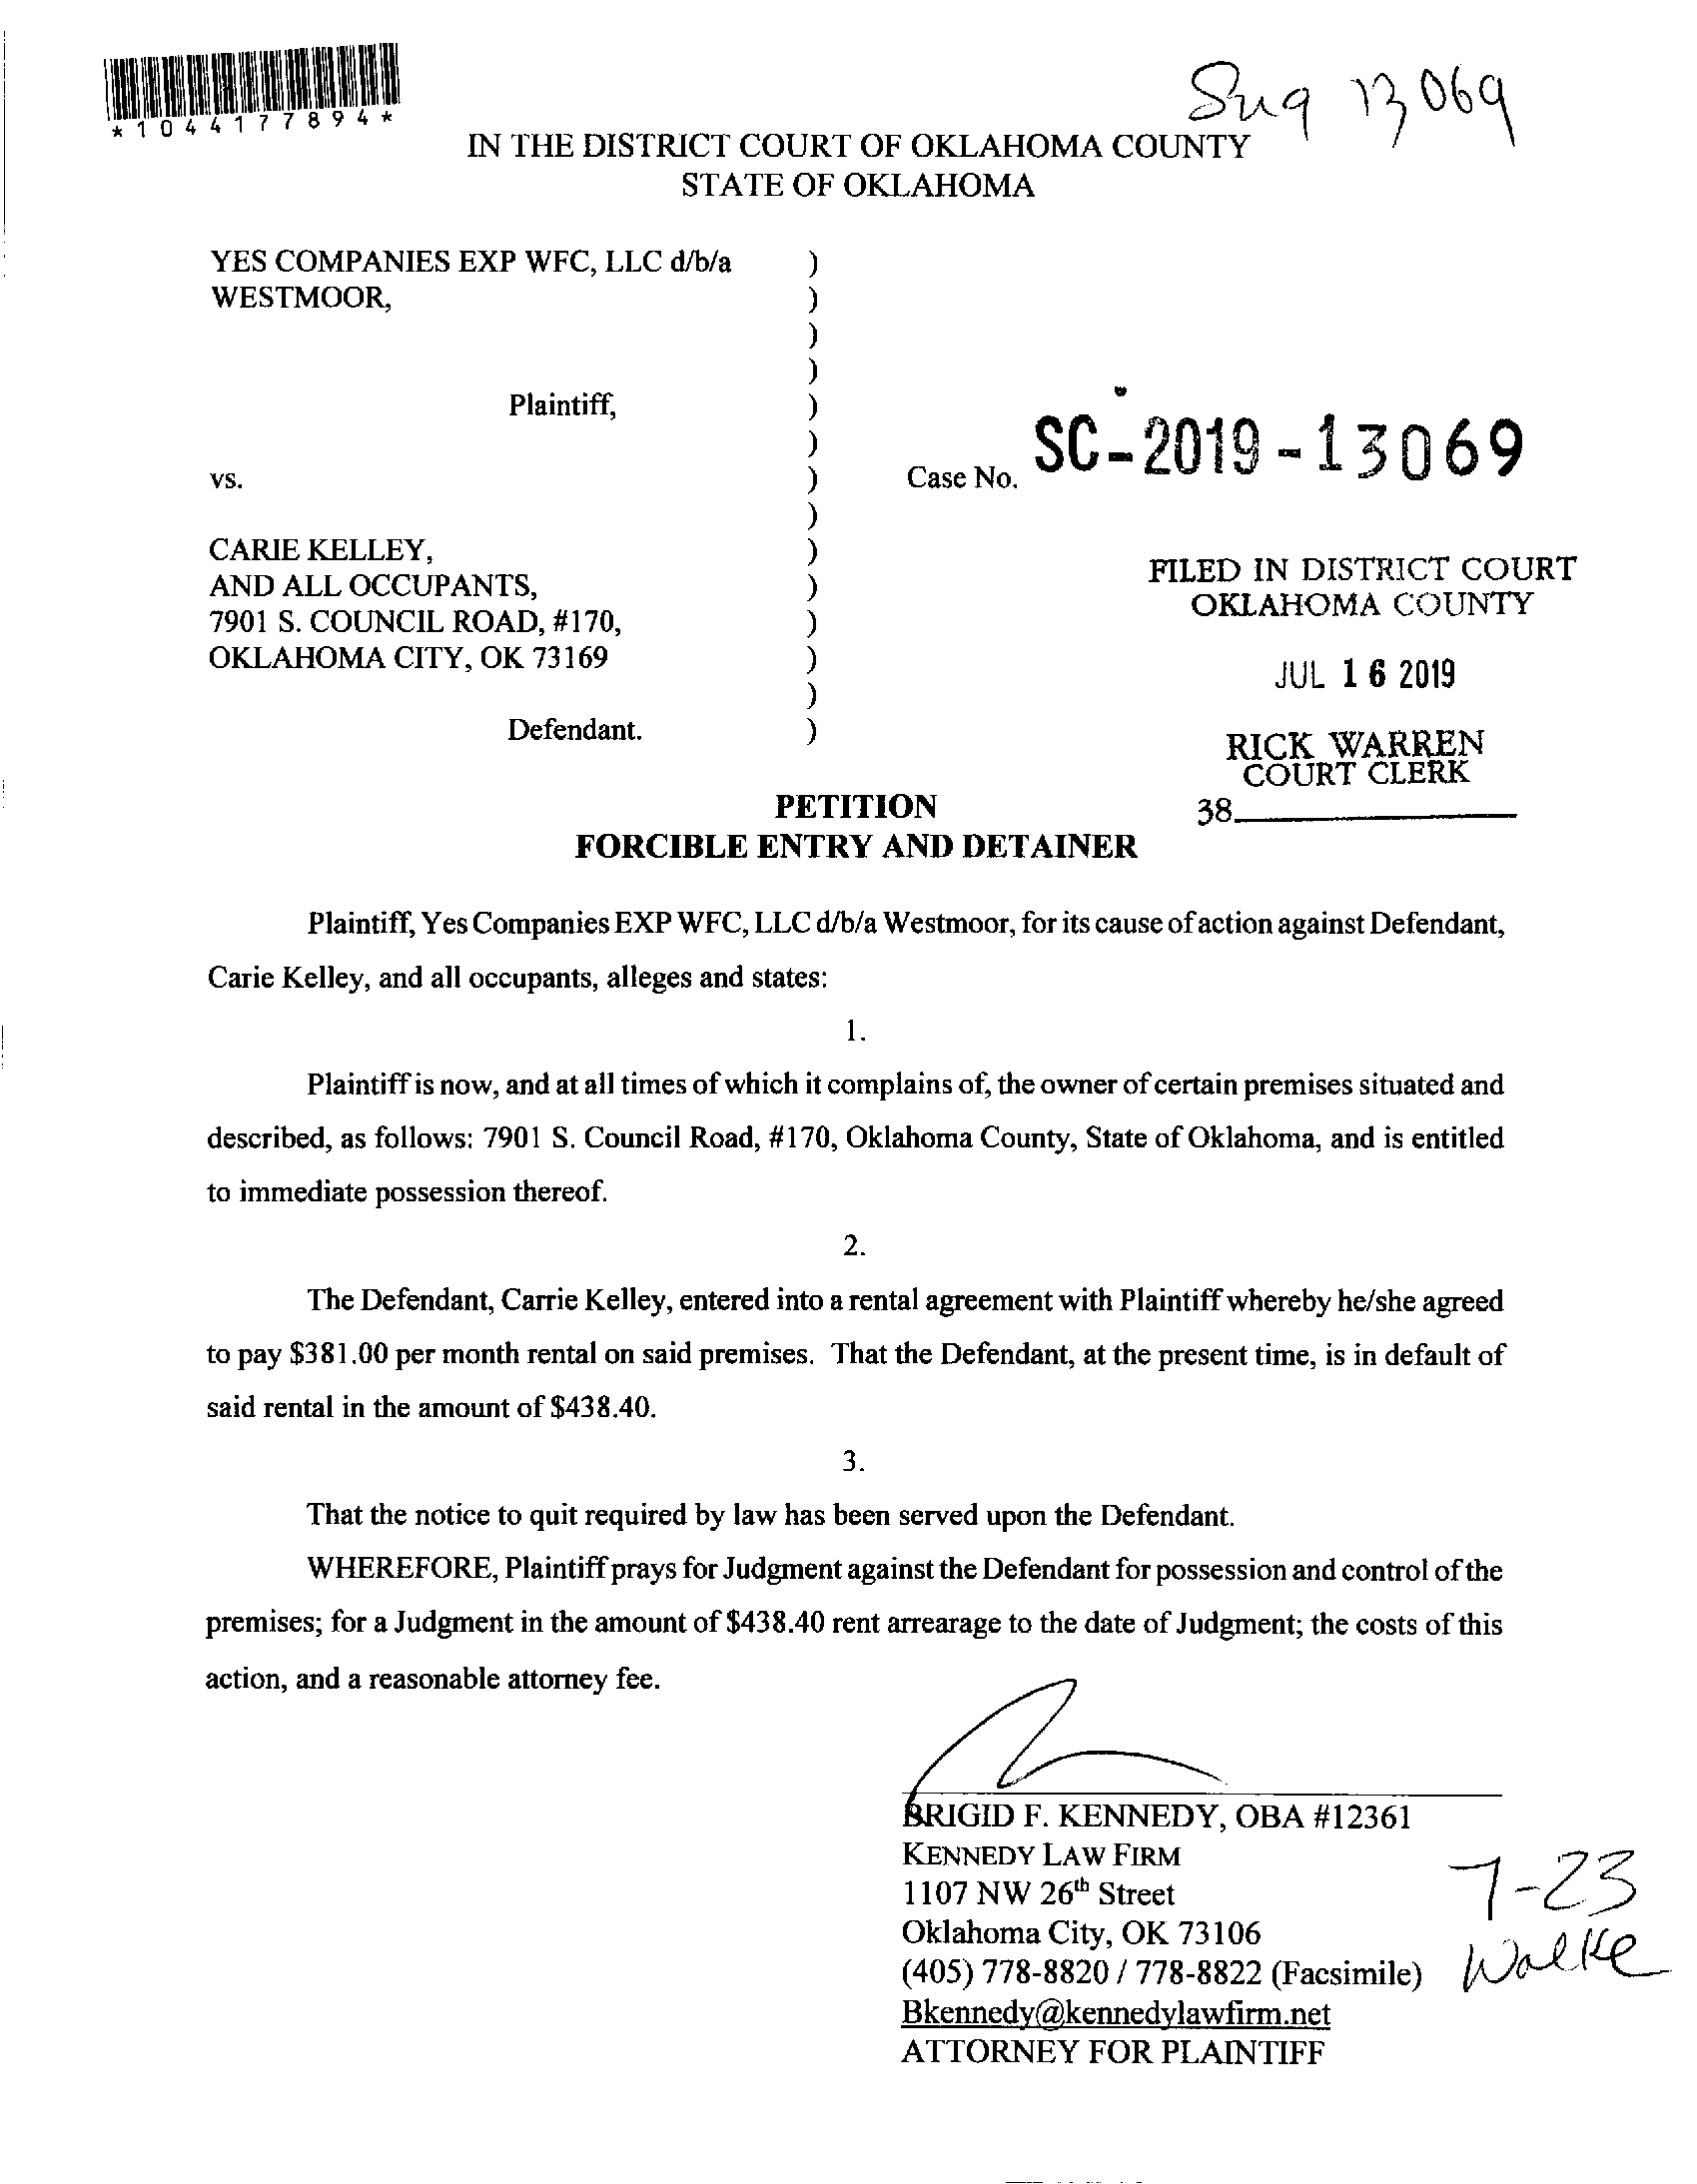 *1044177894*
13069
IN THE DISTRICT COURT OF OKLAHOMA COUNTY
STATE OF OKLAHOMA
YES COMPANIES EXP WFC, LLC d/b/a )
WESTMOOR, )
)
)
Plaintiff, )
)
vs. ) Case No. SC-2019-13069
)
CARIE KELLEY, )
AND ALL OCCUPANTS, )
7901 S. COUNCIL ROAD, #170, )
OKLAHOMA CITY, OK 73169 )
)
Defendant. )
FILED IN DISTRICT COURT
OKLAHOMA COUNTY
JUL 16 2019
RICK WARREN
COURT CLERK
38
PETITION
FORCIBLE ENTRY AND DETAINER
Plaintiff, Yes Companies EXP WFC, LLC d/b/a Westmoor, for its cause of action against Defendant,
Carie Kelley, and all occupants, alleges and states:
1.
Plaintiff is now, and at all times of which it complains of, the owner of certain premises situated and
described, as follows: 7901 S. Council Road, #170, Oklahoma County, State of Oklahoma, and is entitled
to immediate possession thereof.
2.
The Defendant, Carrie Kelley, entered into a rental agreement with Plaintiff whereby he/she agreed
to pay $381.00 per month rental on said premises. That the Defendant, at the present time, is in default of
said rental in the amount of $438.40.
3.
That the notice to quit required by law has been served upon the Defendant.
WHEREFORE, Plaintiff prays for Judgment against the Defendant for possession and control of the
premises; for a Judgment in the amount of $438.40 rent arrearage to the date of Judgment; the costs of this
action, and a reasonable attorney fee.
BRIGID F. KENNEDY, OBA #12361
KENNEDY LAW FIRM
1107 NW 26th Street
Oklahoma City, OK 73106
(405) 778-8820 / 778-8822 (Facsimile)
Bkennedy@kennedylawfirm.net
ATTORNEY FOR PLAINTIFF
7-23
Walke